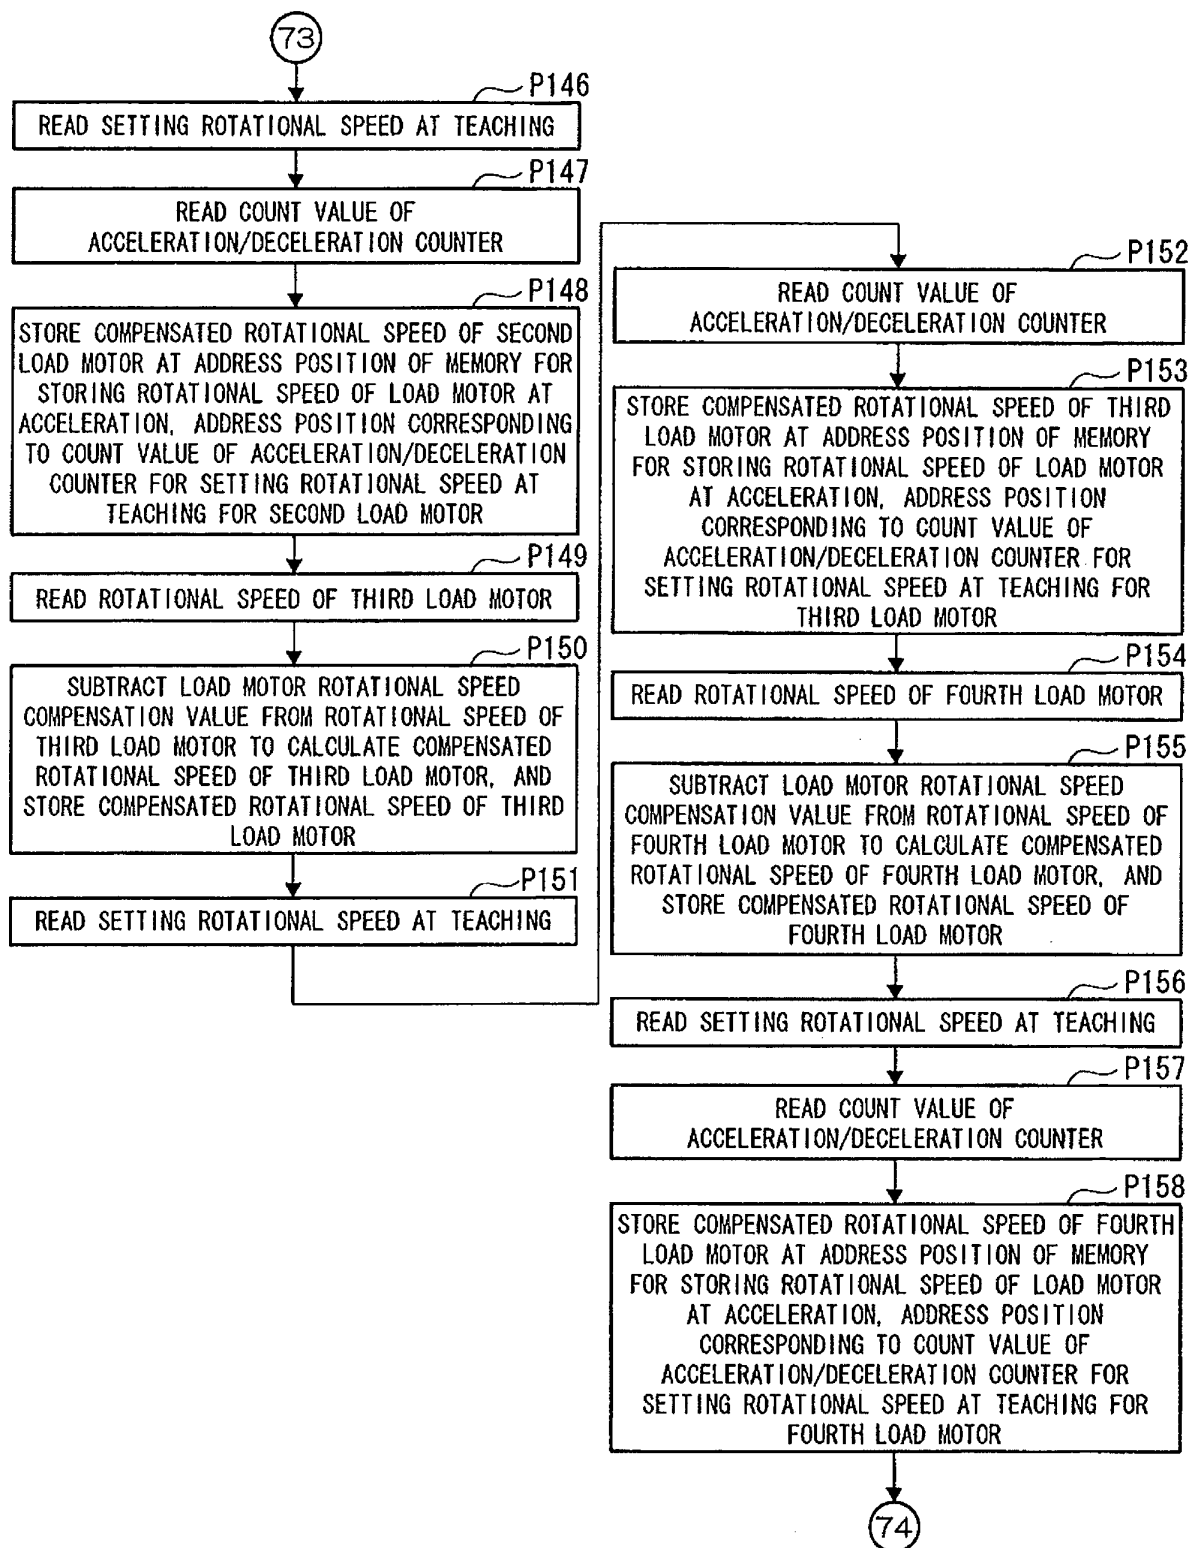 73
P146
READ SETTING ROTATIONAL SPEED AT TEACHING
P147
READ COUNT VALUE OF
ACCELERATION/DECELERATION COUNTER
P148
STORE COMPENSATED ROTATIONAL SPEED OF SECOND
LOAD MOTOR AT ADDRESS POSITION OF MEMORY FOR
STORING ROTATIONAL SPEED OF LOAD MOTOR AT
ACCELERATION, ADDRESS POSITION CORRESPONDING
TO COUNT VALUE OF ACCELERATION/DECELERATION
COUNTER FOR SETTING ROTATIONAL SPEED AT
TEACHING FOR SECOND LOAD MOTOR
P149
READ ROTATIONAL SPEED OF THIRD LOAD MOTOR
P150
SUBTRACT LOAD MOTOR ROTATIONAL SPEED
COMPENSATION VALUE FROM ROTATIONAL SPEED OF
THIRD LOAD MOTOR TO CALCULATE COMPENSATED
ROTATIONAL SPEED OF THIRD LOAD MOTOR, AND
STORE COMPENSATED ROTATIONAL SPEED OF THIRD
LOAD MOTOR
P151
READ SETTING ROTATIONAL SPEED AT TEACHING
P152
READ COUNT VALUE OF
ACCELERATION/DECELERATION COUNTER
P153
STORE COMPENSATED ROTATIONAL SPEED OF THIRD
LOAD MOTOR AT ADDRESS POSITION OF MEMORY
FOR STORING ROTATIONAL SPEED OF LOAD MOTOR
AT ACCELERATION, ADDRESS POSITION
CORRESPONDING TO COUNT VALUE OF
ACCELERATION/DECELERATION COUNTER FOR
SETTING ROTATIONAL SPEED AT TEACHING FOR
THIRD LOAD MOTOR
P154
READ ROTATIONAL SPEED OF FOURTH LOAD MOTOR
P155
SUBTRACT LOAD MOTOR ROTATIONAL SPEED
COMPENSATION VALUE FROM ROTATIONAL SPEED OF
FOURTH LOAD MOTOR TO CALCULATE COMPENSATED
ROTATIONAL SPEED OF FOURTH LOAD MOTOR, AND
STORE COMPENSATED ROTATIONAL SPEED OF
FOURTH LOAD MOTOR
P156
READ SETTING ROTATIONAL SPEED AT TEACHING
P157
READ COUNT VALUE OF
ACCELERATION/DECELERATION COUNTER
P158
STORE COMPENSATED ROTATIONAL SPEED OF FOURTH
LOAD MOTOR AT ADDRESS POSITION OF MEMORY
FOR STORING ROTATIONAL SPEED OF LOAD MOTOR
AT ACCELERATION, ADDRESS POSITION
CORRESPONDING TO COUNT VALUE OF
ACCELERATION/DECELERATION COUNTER FOR
SETTING ROTATIONAL SPEED AT TEACHING FOR
FOURTH LOAD MOTOR
74